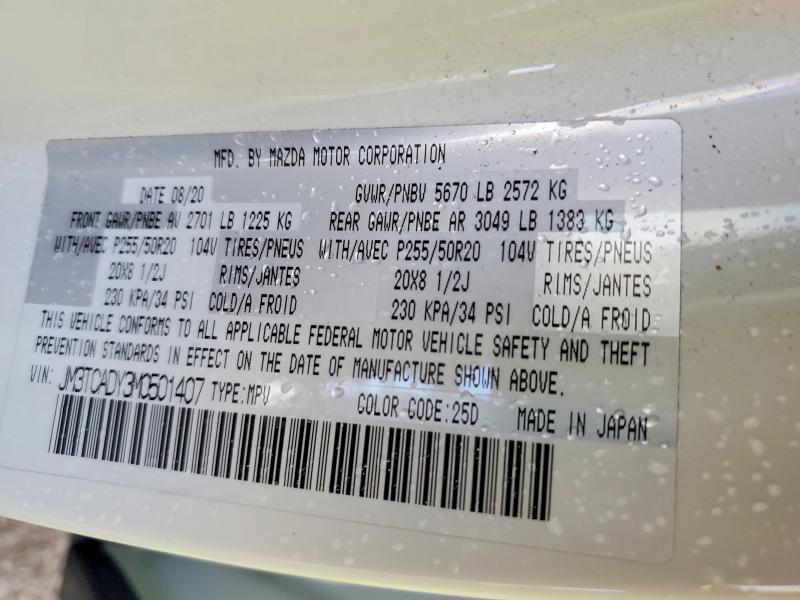 MFD. BY MAZDA MOTOR CORPORATION
DATE 08/20 GVWR/PNBV 5670 LB 2572 KG
FRONT GAWR/PNBE AV 2701 LB 1225 KG REAR GAWR/PNBE AR 3049 LB 1383 KG
WITH/AVEC P255/50R20 104V TIRES/PNEUS WITH/AVEC P255/50R20 104V TIRES/PNEUS
20X8 1/2J RIMS/JANTES 20X8 1/2J RIMS/JANTES
230 KPA/34 PSI COLD/A FROID 230 KPA/34 PSI COLD/A FROID
THIS VEHICLE CONFORMS TO ALL APPLICABLE FEDERAL MOTOR VEHICLE SAFETY AND THEFT
PREVENTION STANDARDS IN EFFECT ON THE DATE OF MANUFACTURE SHOWN ABOVE.
VIN: JM3TCADY3M0501407 TYPE:MPV COLOR CODE:25D MADE IN JAPAN